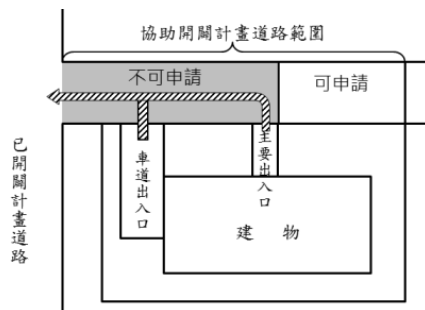 協助開闢計畫道路範圍
不可申請
可申請
已開闢計畫道路
車道出入口
主要出入口
建物